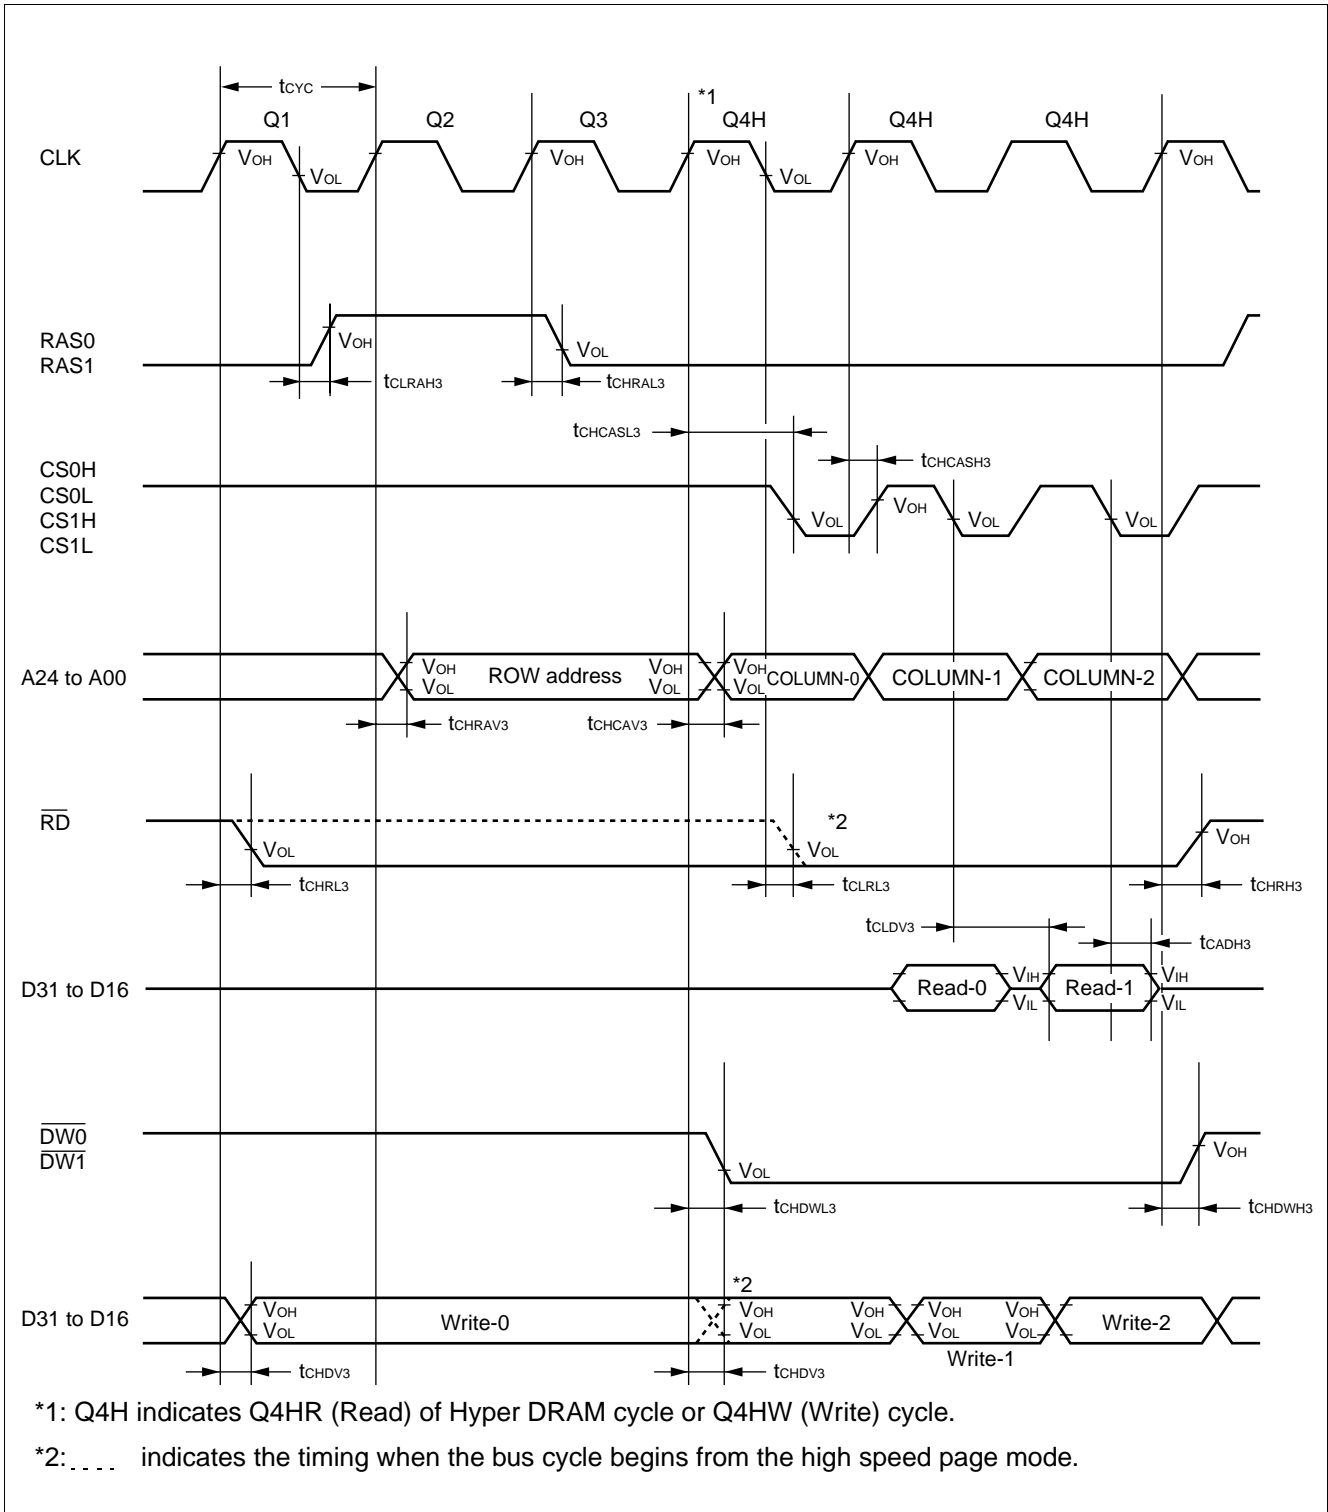 tCYC
*1
Q1 Q2 Q3 Q4H Q4H Q4H
CLK
VOH VOL VOH VOH VOL VOH VOH
RAS0
RAS1
VOH VOL
tCLRAH3 tCHRAL3
tCHCASL3
tCHCASH3
CS0H
CS0L
CS1H
CS1L
VOL VOH VOL VOL
A24 to A00
VOH ROW address VOH VOH
VOL VOL VOL COLUMN-0 COLUMN-1 COLUMN-2
tCHRAV3 tCHCAV3
RD
*2
VOL VOL VOH
tCHRL3 tCLRL3 tCHRH3
tCLDV3
tCADH3
D31 to D16
Read-0 VIH Read-1 VIH
VIL VIL
DW0
DW1
VOL VOH
tCHDWL3 tCHDWH3
*2
D31 to D16
VOH VOH VOH VOH VOH
VOL Write-0 VOL VOL VOL VOL Write-2
Write-1
tCHDV3 tCHDV3
*1: Q4H indicates Q4HR (Read) of Hyper DRAM cycle or Q4HW (Write) cycle.
*2: indicates the timing when the bus cycle begins from the high speed page mode.